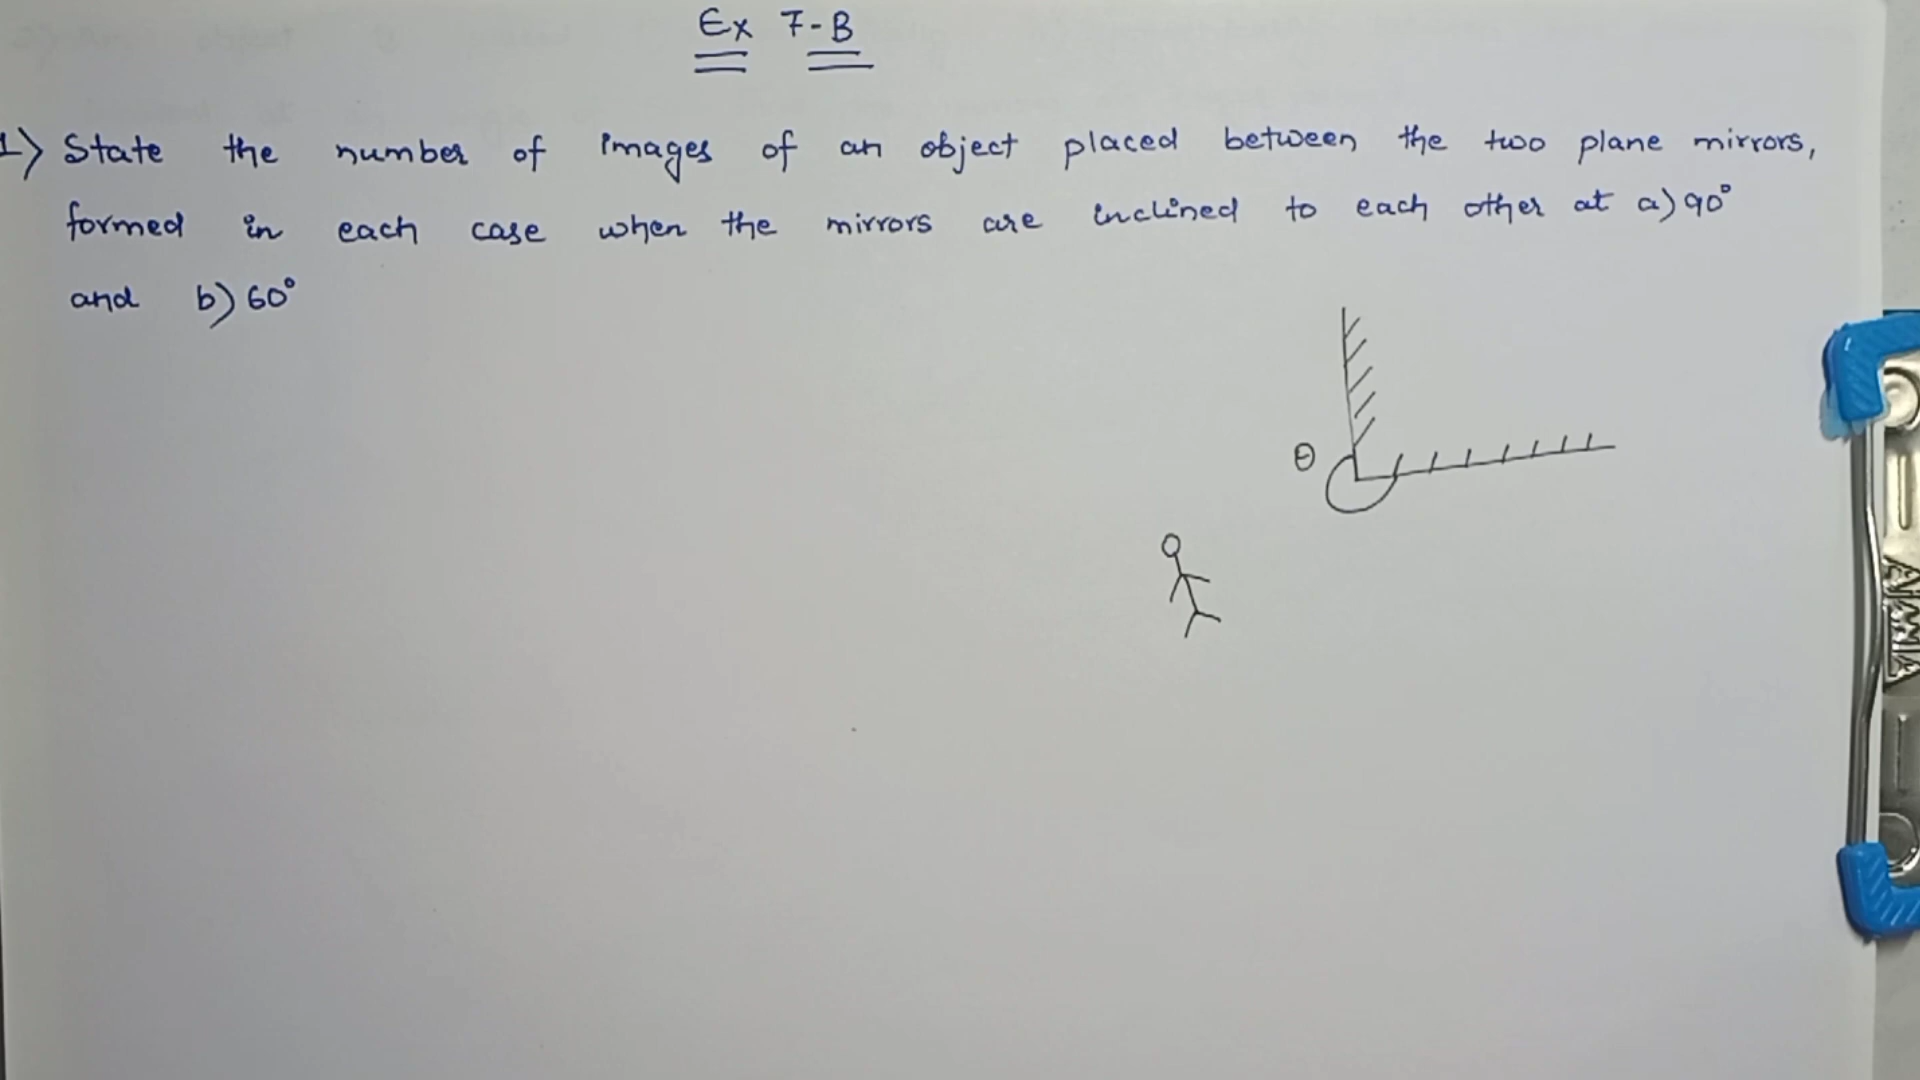 Ex 7-B
1) State the number of images of an object placed between the two plane mirrors,
formed in each case when the mirrors are inclined to each other at a) 90°
and b) 60°
θ